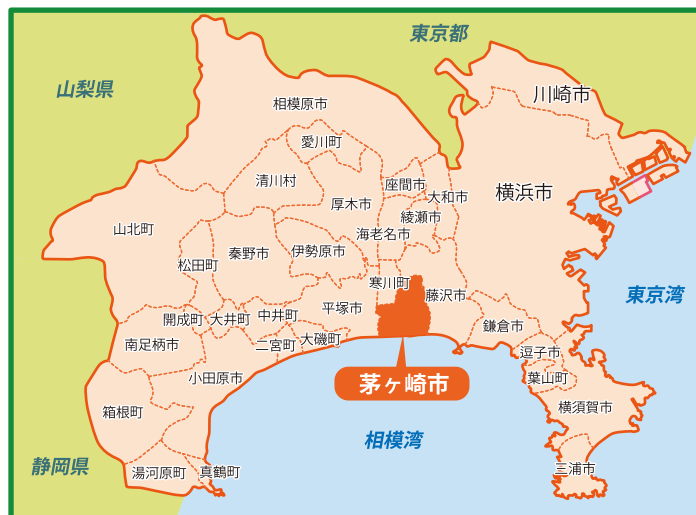 東京都
山梨県
川崎市
相模原市
愛川町
清川村
座間市
大和市
横浜市
厚木市
綾瀬市
山北町
海老名市
秦野市
伊勢原市
松田町
寒川町
藤沢市
東京湾
平塚市
開成町
大井町
中井町
鎌倉市
大磯町
南足柄市
二宮町
逗子市
小田原市
葉山町
茅ヶ崎市
横須賀市
箱根町
相模湾
静岡県
湯河原町
真鶴町
三浦市